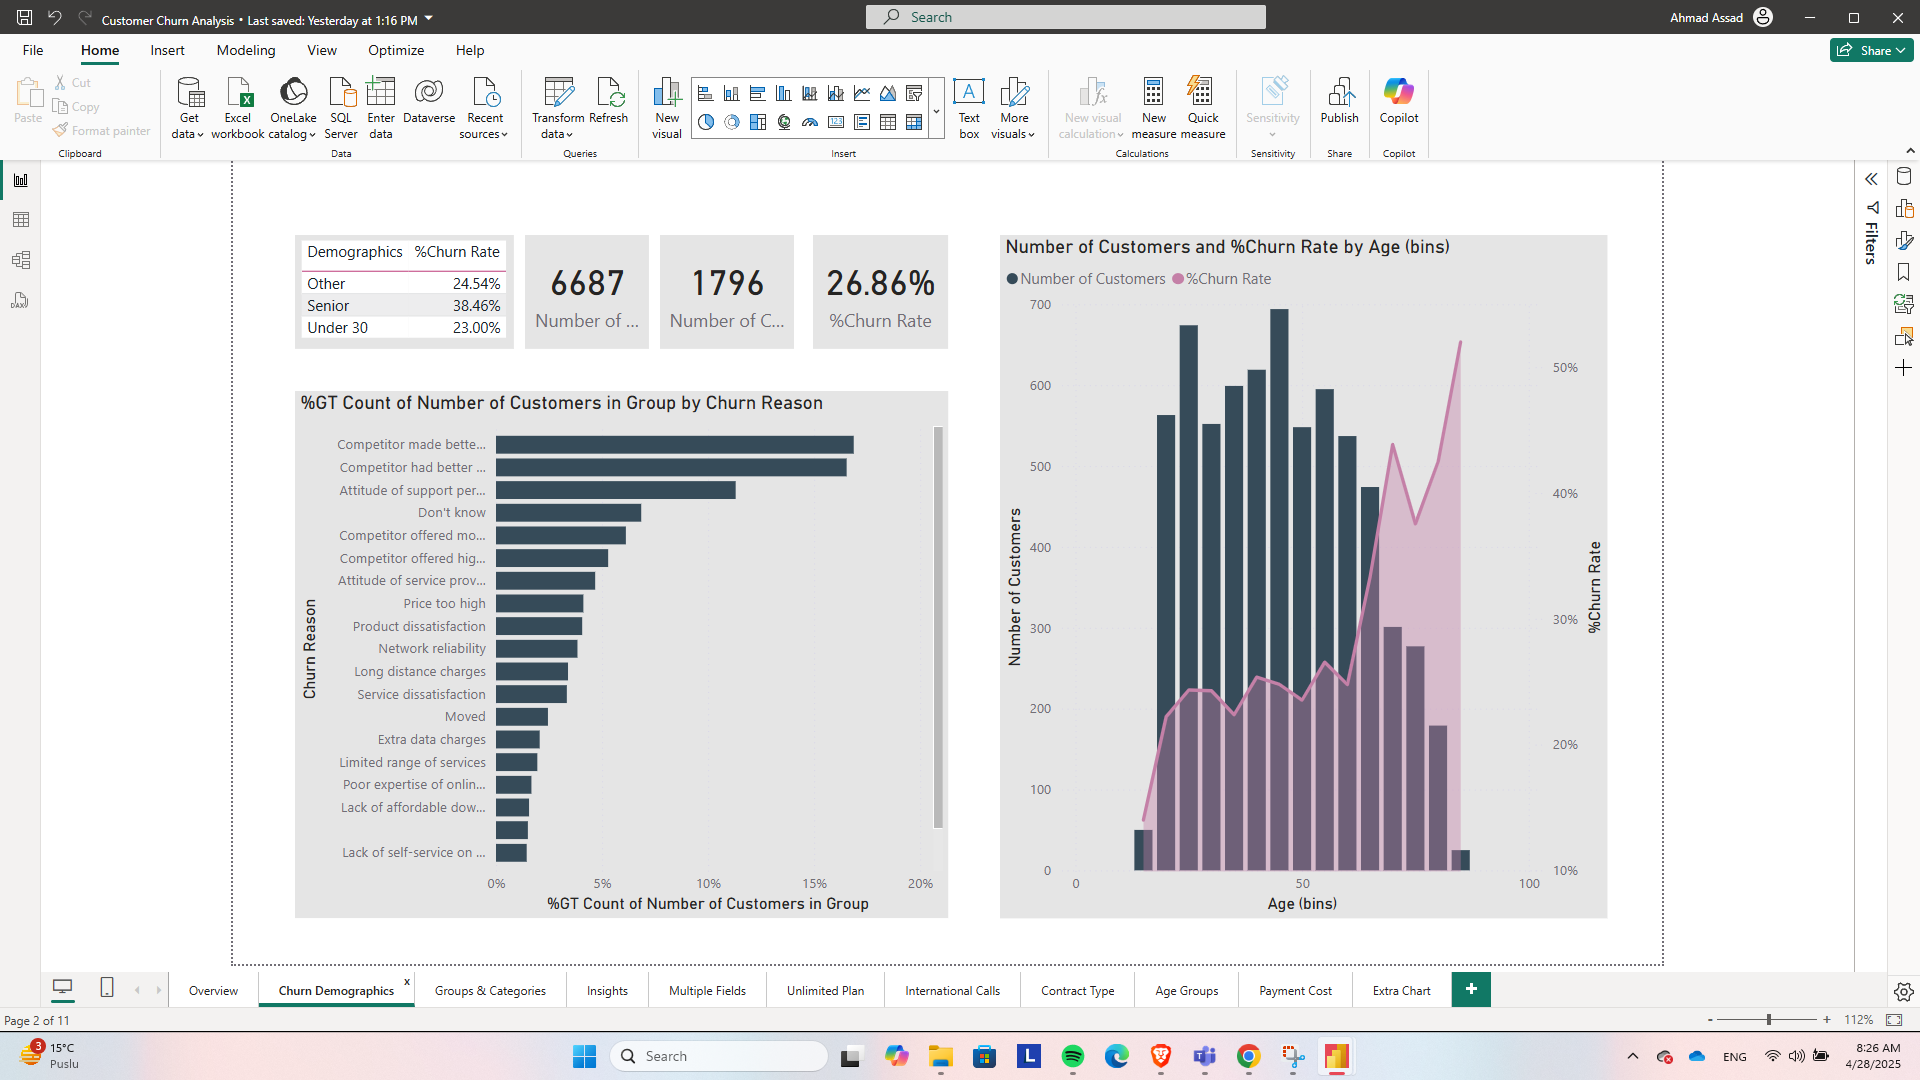 Customer Churn Analysis • Last saved: Yesterday at 1:16 PM
Search
Ahmad Assad
File
Home
Insert
Modeling
View
Optimize
Help
Share
Paste
Cut
Copy
Format painter
Clipboard
Get data
Excel workbook
OneLake catalog
SQL Server
Enter data
Dataverse
Recent sources
Data
Transform data
Refresh
Queries
New visual
Text box
More visuals
Insert
New visual calculation
New measure
Quick measure
Calculations
Sensitivity
Sensitivity
Publish
Share
Copilot
Copilot
Filters
Demographics %Churn Rate
Other 24.54%
Senior 38.46%
Under 30 23.00%
6687
Number of ...
1796
Number of C...
26.86%
%Churn Rate
%GT Count of Number of Customers in Group by Churn Reason
Churn Reason
Competitor made bette...
Competitor had better ...
Attitude of support per...
Don't know
Competitor offered mo...
Competitor offered hig...
Attitude of service prov...
Price too high
Product dissatisfaction
Network reliability
Long distance charges
Service dissatisfaction
Moved
Extra data charges
Limited range of services
Poor expertise of onlin...
Lack of affordable dow...
Lack of self-service on ...
0% 5% 10% 15% 20%
%GT Count of Number of Customers in Group
Number of Customers and %Churn Rate by Age (bins)
Number of Customers %Churn Rate
Number of Customers
700
600
500
400
300
200
100
0
50%
40%
30%
20%
10%
%Churn Rate
0 50 100
Age (bins)
Overview
Churn Demographics x
Groups & Categories
Insights
Multiple Fields
Unlimited Plan
International Calls
Contract Type
Age Groups
Payment Cost
Extra Chart
+
Page 2 of 11
- + 112%
3
15°C
Puslu
Search
ENG
8:26 AM
4/28/2025